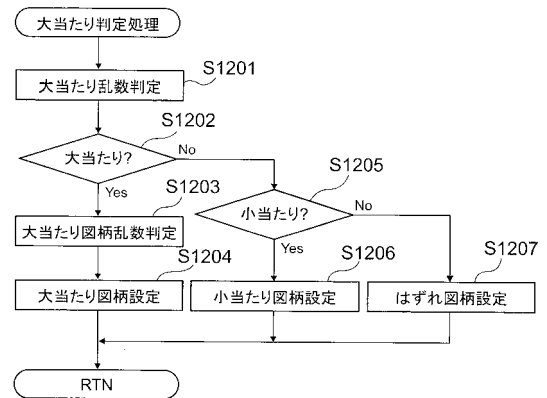 大当たり判定処理
S1201
大当たり乱数判定
S1202
大当たり?
No
Yes
S1203
S1205
小当たり?
No
Yes
大当たり図柄乱数判定
S1204
大当たり図柄設定
S1206
小当たり図柄設定
S1207
はずれ図柄設定
RTN